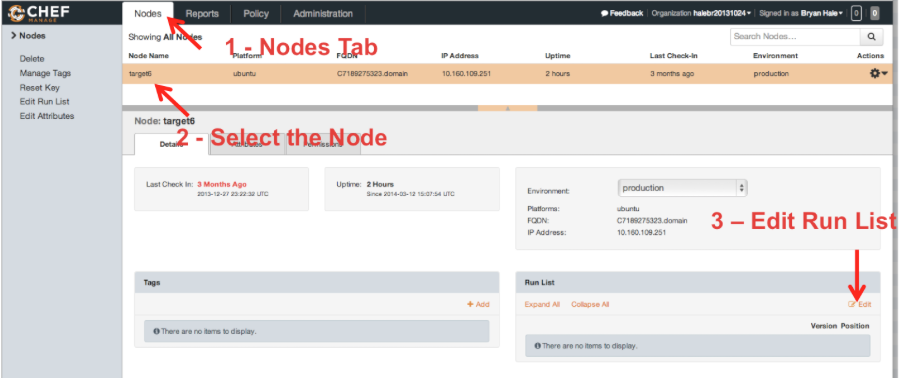 CHEF
MANAGE
Nodes Reports Policy Administration
Feedback Organization halebr20131024 Signed in as Bryan Hale 0 0
> Nodes
Delete
Manage Tags
Reset Key
Edit Run List
Edit Attributes
Showing All Nodes
Search Nodes...
1 - Nodes Tab
Node Name Platform FQDN IP Address Uptime Last Check-In Environment Actions
target6 ubuntu C7189275323.domain 10.160.109.251 2 hours 3 months ago production
Node: target6
2 - Select the Node
Details Attributes Permissions
Last Check In: 3 Months Ago
2013-12-27 23:22:32 UTC
Uptime: 2 Hours
Since 2014-03-12 15:07:54 UTC
Environment: production
Platforms: ubuntu
FQDN: C7189275323.domain
IP Address: 10.160.109.251
3 – Edit Run List
Tags
+ Add
There are no items to display.
Run List
Expand All Collapse All Edit
Version Position
There are no items to display.